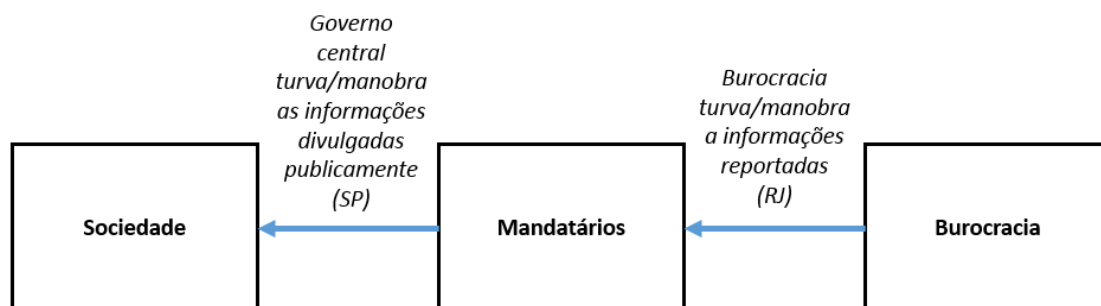 Governo
central
turva/manobra
as informações
divulgadas
publicamente
(SP)
Burocracia
turva/manobra
a informações
reportadas
(RJ)
Sociedade
Mandatários
Burocracia